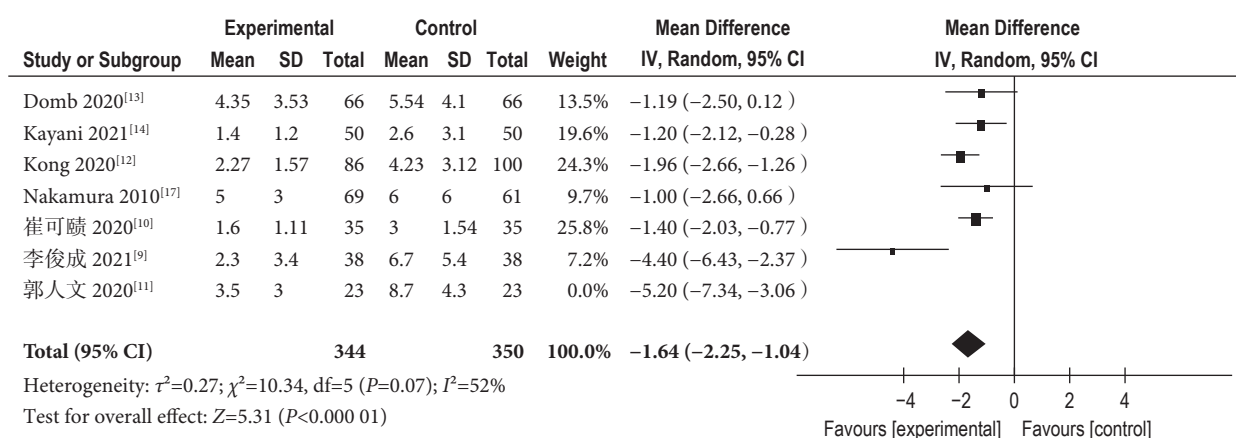 Experimental Control Mean Difference Mean Difference
Study or Subgroup Mean SD Total Mean SD Total Weight IV, Random, 95% CI IV, Random, 95% CI
Domb 2020[13] 4.35 3.53 66 5.54 4.1 66 13.5% −1.19 (−2.50, 0.12 )
Kayani 2021[14] 1.4 1.2 50 2.6 3.1 50 19.6% −1.20 (−2.12, −0.28 )
Kong 2020[12] 2.27 1.57 86 4.23 3.12 100 24.3% −1.96 (−2.66, −1.26 )
Nakamura 2010[17] 5 3 69 6 6 61 9.7% −1.00 (−2.66, 0.66 )
崔可赜 2020[10] 1.6 1.11 35 3 1.54 35 25.8% −1.40 (−2.03, −0.77 )
李俊成 2021[9] 2.3 3.4 38 6.7 5.4 38 7.2% −4.40 (−6.43, −2.37 )
郭人文 2020[11] 3.5 3 23 8.7 4.3 23 0.0% −5.20 (−7.34, −3.06 )
Total (95% CI) 344 350 100.0% −1.64 (−2.25, −1.04)
Heterogeneity: τ²=0.27; χ²=10.34, df=5 (P=0.07); I²=52%
Test for overall effect: Z=5.31 (P<0.000 01)
−4 −2 0 2 4
Favours [experimental] Favours [control]